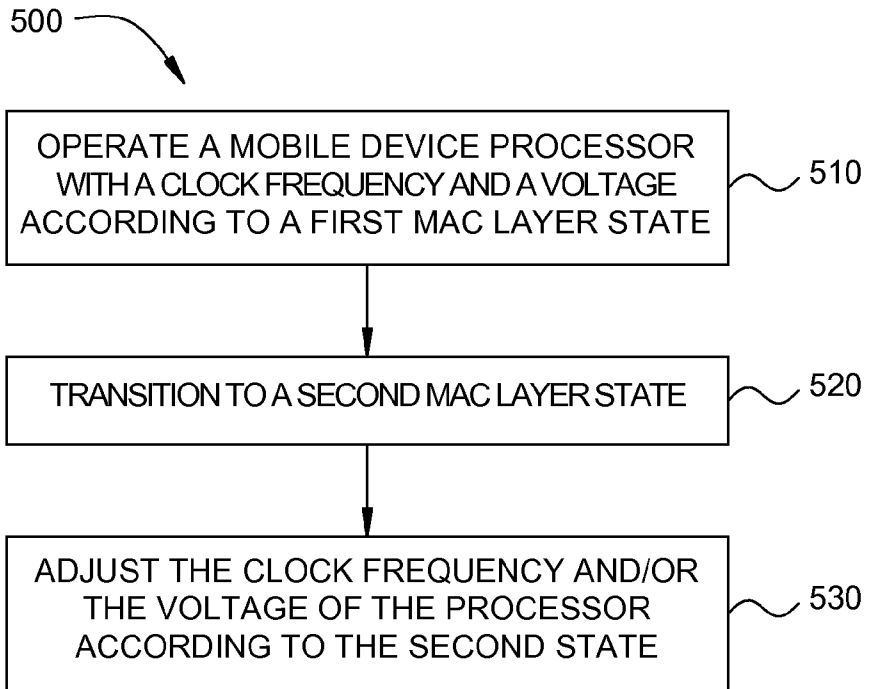 500
OPERATE A MOBILE DEVICE PROCESSOR
WITH A CLOCK FREQUENCY AND A VOLTAGE
ACCORDING TO A FIRST MAC LAYER STATE
510
TRANSITION TO A SECOND MAC LAYER STATE
520
ADJUST THE CLOCK FREQUENCY AND/OR
THE VOLTAGE OF THE PROCESSOR
ACCORDING TO THE SECOND STATE
530